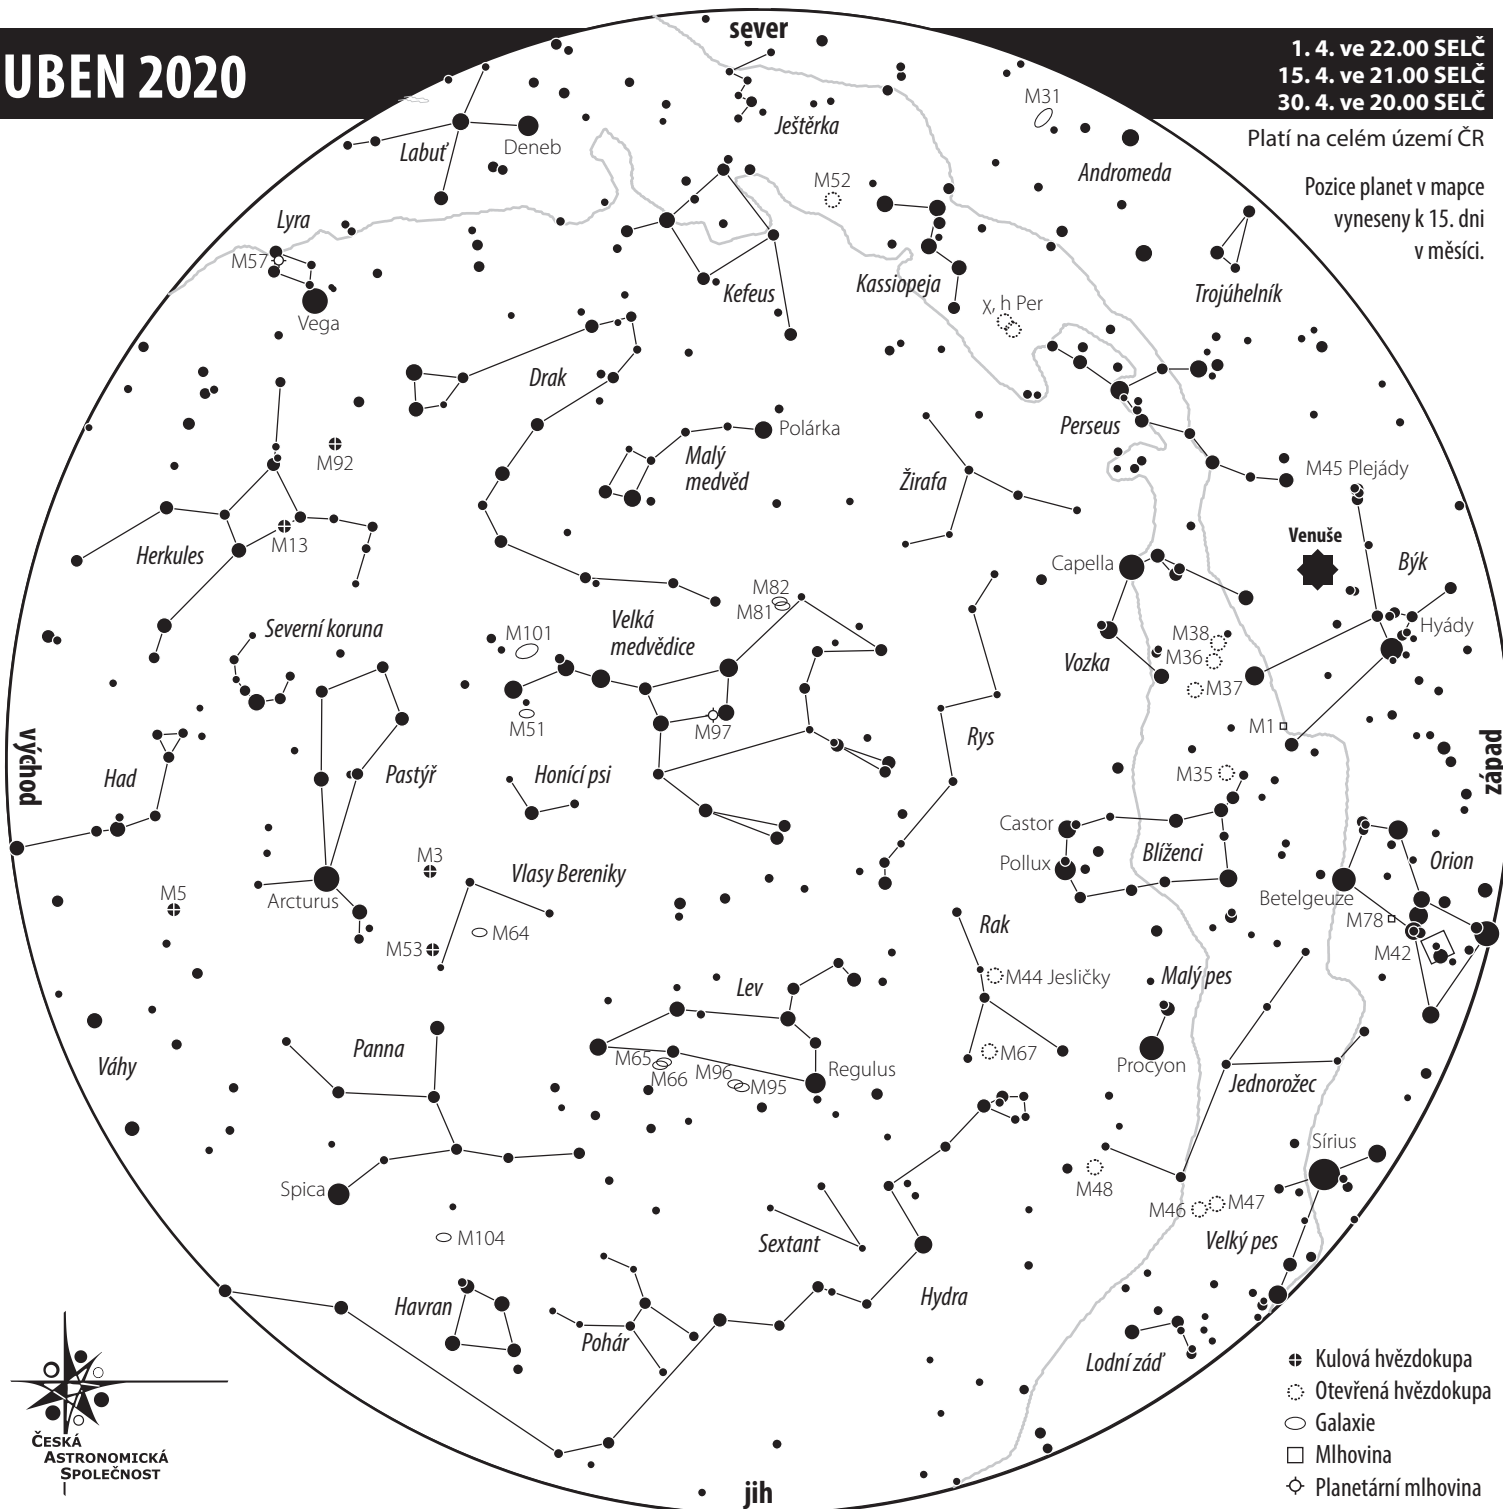 UBEN 2020
1. 4. ve 22.00 SELČ
15. 4. ve 21.00 SELČ
30. 4. ve 20.00 SELČ
Platí na celém území ČR
Pozice planet v mapce
vyneseny k 15. dni
v měsíci.
sever
Ještěrka
M31
Andromeda
Labuť
Deneb
M52
Lyra
M57
Vega
Kefeus
Kassiopeja
χ, h Per
Trojúhelník
Drak
Polárka
Malý
medvěd
Perseus
Žirafa
M45 Plejády
M92
M13
Herkules
Venuše
Býk
Capella
Hyády
M82
M81
Velká
medvědice
M101
Severní koruna
M38
M36
M37
Vozka
M51
M97
M1
Rys
východ
západ
Had
Pastýř
Honící psi
M35
Castor
Pollux
Blíženci
Orion
Betelgeuze
M78
M42
M3
Vlasy Bereniky
Arcturus
M5
M53
M64
Rak
M44 Jesličky
Malý pes
Lev
Procyon
M67
Panna
Váhy
M65
M66
M96
M95
Regulus
Jednorožec
Sírius
Spica
M48
M46
M47
Velký pes
M104
Sextant
Hydra
Havran
Pohár
Lodní záď
jih
Kulová hvězdokupa
Otevřená hvězdokupa
Galaxie
Mlhovina
Planetární mlhovina
ČESKÁ
ASTRONOMICKÁ
SPOLEČNOST